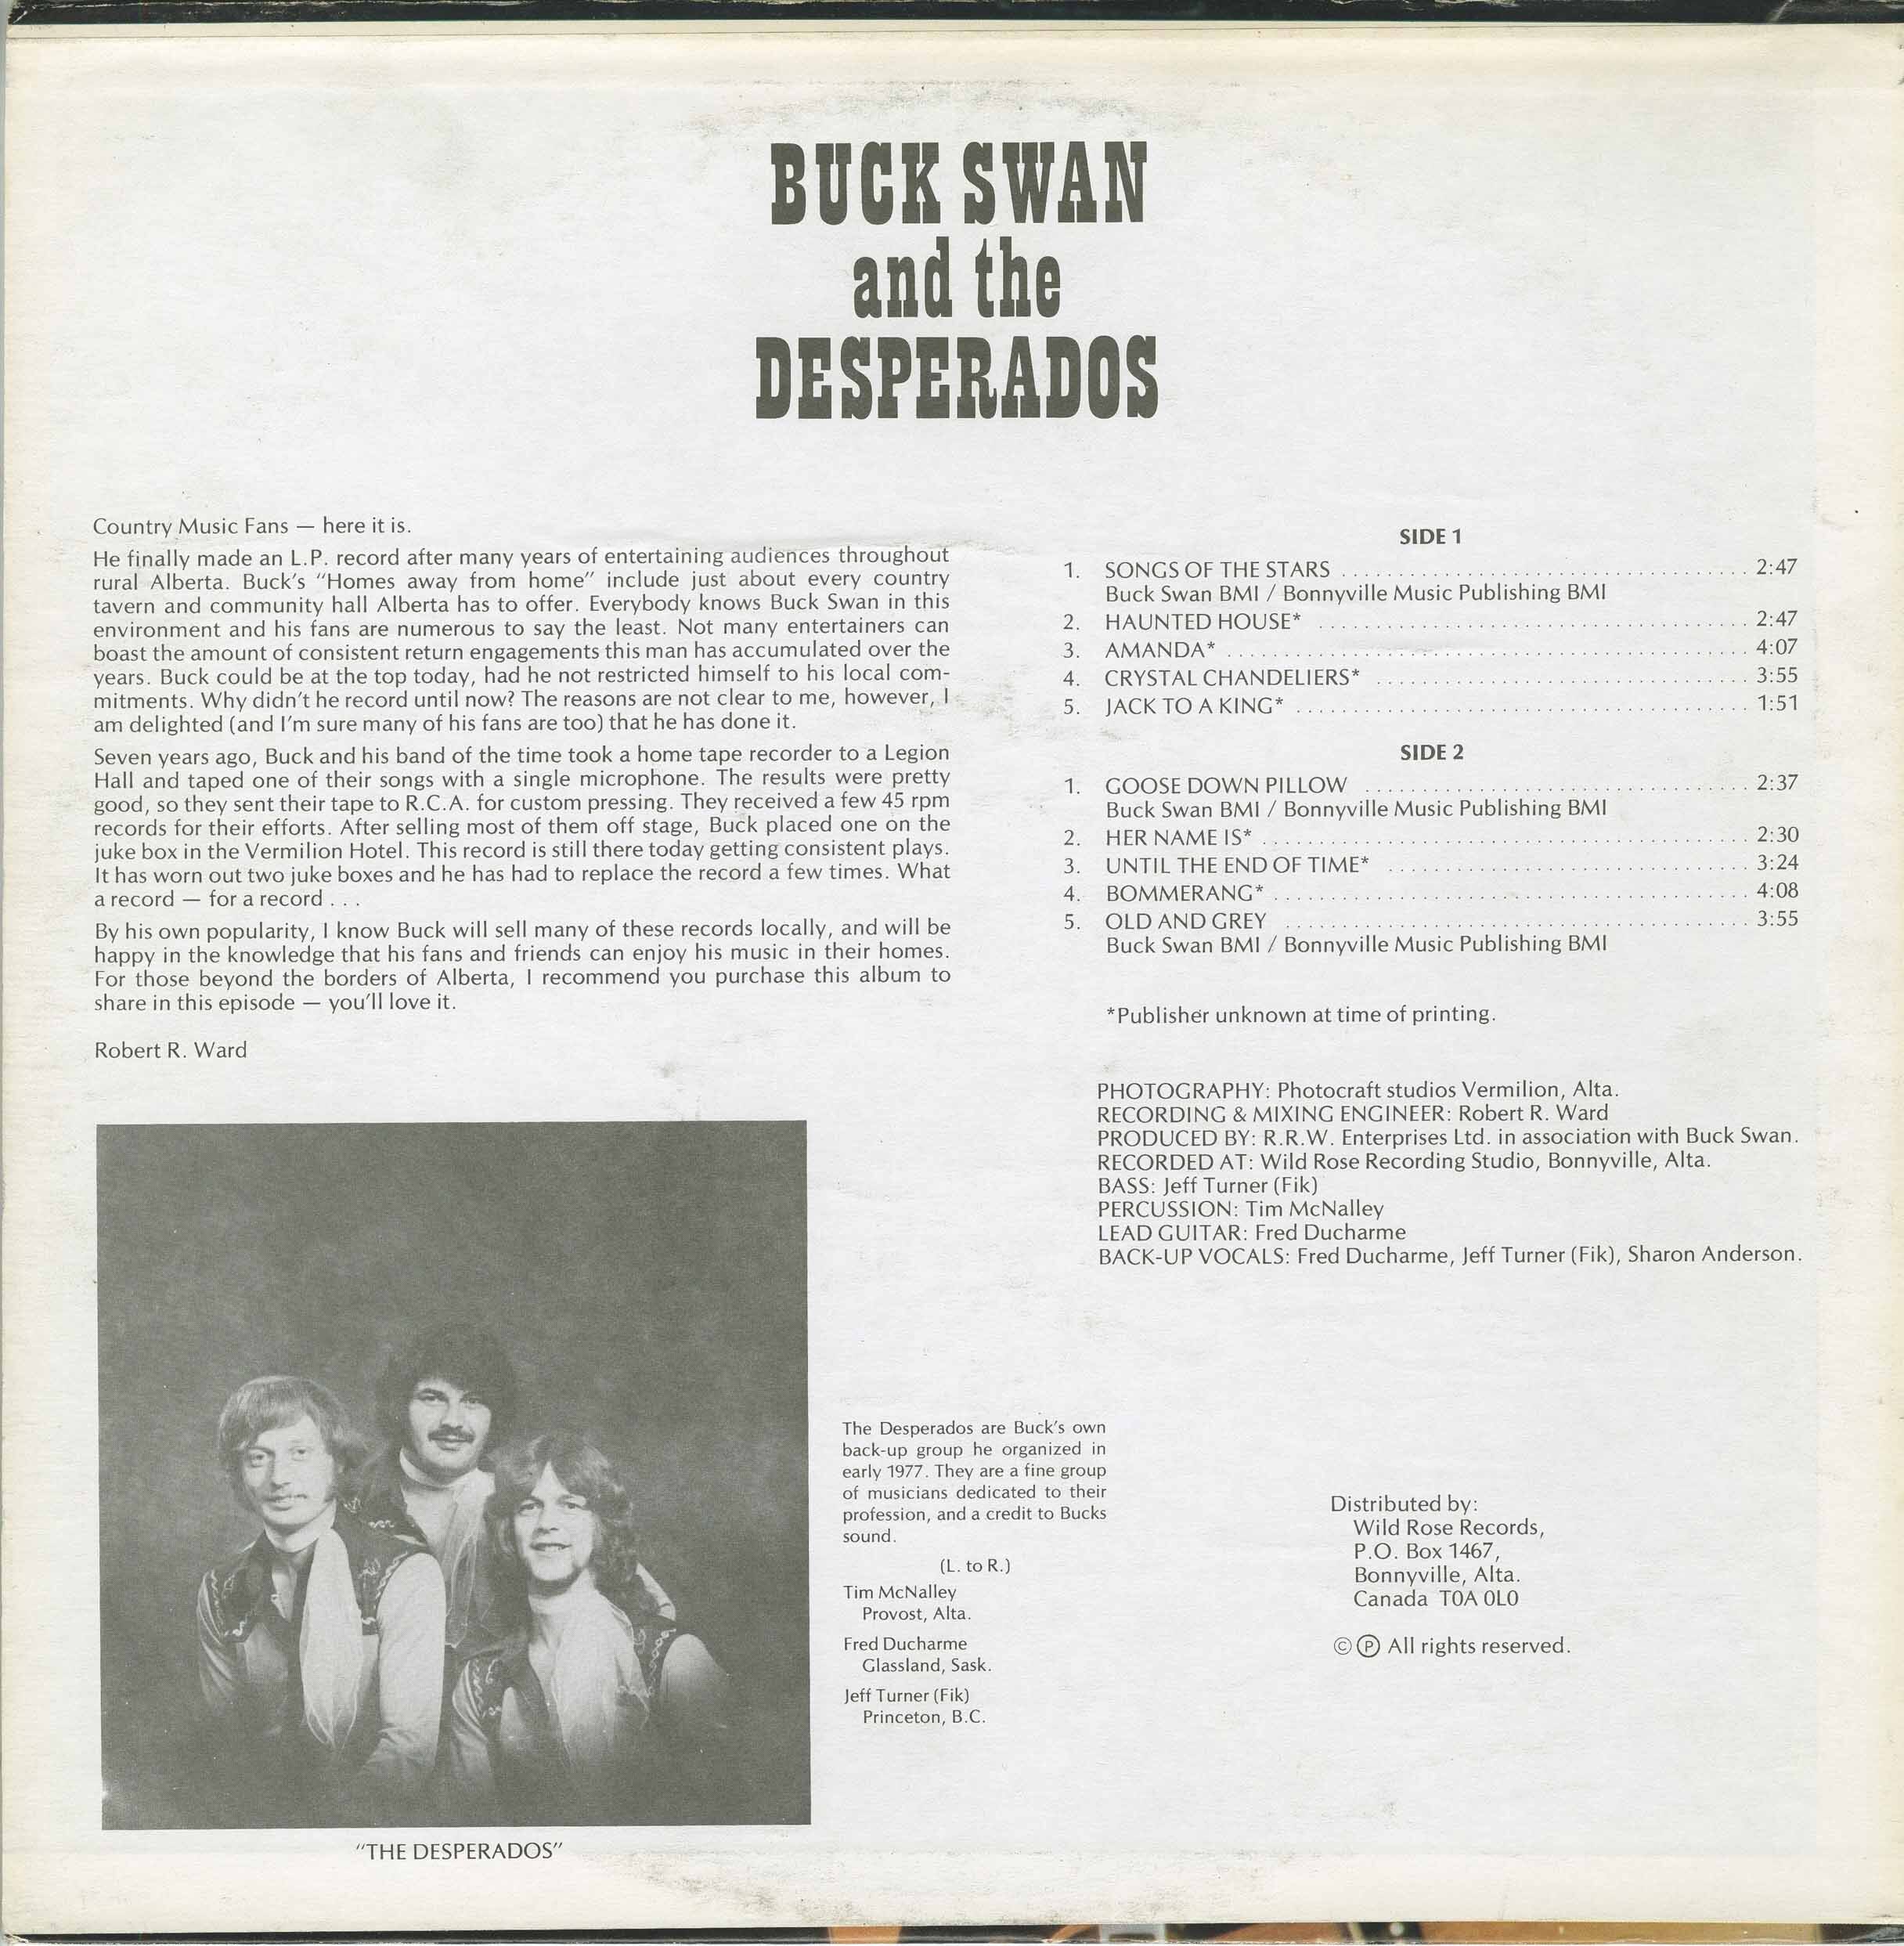 BUCK SWAN
and the
DESPERADOS
Country Music Fans — here it is.
He finally made an L.P. record after many years of entertaining audiences throughout
rural Alberta. Buck's "Homes away from home" include just about every country
tavern and community hall Alberta has to offer. Everybody knows Buck Swan in this
environment and his fans are numerous to say the least. Not many entertainers can
boast the amount of consistent return engagements this man has accumulated over the
years. Buck could be at the top today, had he not restricted himself to his local com-
mitments. Why didn't he record until now? The reasons are not clear to me, however, I
am delighted (and I'm sure many of his fans are too) that he has done it.
Seven years ago, Buck and his band of the time took a home tape recorder to a Legion
Hall and taped one of their songs with a single microphone. The results were pretty
good, so they sent their tape to R.C.A. for custom pressing. They received a few 45 rpm
records for their efforts. After selling most of them off stage, Buck placed one on the
juke box in the Vermilion Hotel. This record is still there today getting consistent plays.
It has worn out two juke boxes and he has had to replace the record a few times. What
a record — for a record . . .
By his own popularity, I know Buck will sell many of these records locally, and will be
happy in the knowledge that his fans and friends can enjoy his music in their homes.
For those beyond the borders of Alberta, I recommend you purchase this album to
share in this episode — you'll love it.
Robert R. Ward
SIDE 1
1. SONGS OF THE STARS . . . . . . . . . . 2:47
Buck Swan BMI / Bonnyville Music Publishing BMI
2. HAUNTED HOUSE* . . . . . . . . . . 2:47
3. AMANDA* . . . . . . . . . . 4:07
4. CRYSTAL CHANDELIERS* . . . . . . . . . . 3:55
5. JACK TO A KING* . . . . . . . . . . 1:51
SIDE 2
1. GOOSE DOWN PILLOW . . . . . . . . . . 2:37
Buck Swan BMI / Bonnyville Music Publishing BMI
2. HER NAME IS* . . . . . . . . . . 2:30
3. UNTIL THE END OF TIME* . . . . . . . . . . 3:24
4. BOMMERANG* . . . . . . . . . . 4:08
5. OLD AND GREY . . . . . . . . . . 3:55
Buck Swan BMI / Bonnyville Music Publishing BMI
*Publisher unknown at time of printing.
PHOTOGRAPHY: Photocraft studios Vermilion, Alta.
RECORDING & MIXING ENGINEER: Robert R. Ward
PRODUCED BY: R.R.W. Enterprises Ltd. in association with Buck Swan.
RECORDED AT: Wild Rose Recording Studio, Bonnyville, Alta.
BASS: Jeff Turner (Fik)
PERCUSSION: Tim McNalley
LEAD GUITAR: Fred Ducharme
BACK-UP VOCALS: Fred Ducharme, Jeff Turner (Fik), Sharon Anderson.
"THE DESPERADOS"
The Desperados are Buck's own
back-up group he organized in
early 1977. They are a fine group
of musicians dedicated to their
profession, and a credit to Bucks
sound.
(L. to R.)
Tim McNalley
Provost, Alta.
Fred Ducharme
Glassland, Sask.
Jeff Turner (Fik)
Princeton, B.C.
Distributed by:
Wild Rose Records,
P.O. Box 1467,
Bonnyville, Alta.
Canada T0A 0L0
©℗ All rights reserved.